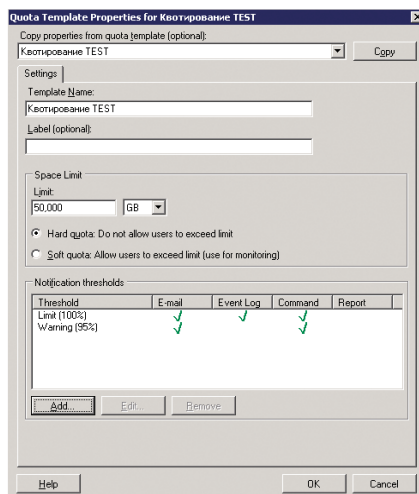 Quota Template Properties for Квотирование TEST
Copy properties from quota template (optional):
Квотирование TEST
Copy
Settings
Template Name:
Квотирование TEST
Label (optional):
Space Limit
Limit:
50,000 GB
Hard quota: Do not allow users to exceed limit
Soft quota: Allow users to exceed limit (use for monitoring)
Notification thresholds
Threshold E-mail Event Log Command Report
Limit (100%)
Warning (95%)
Add... Edit... Remove
Help OK Cancel